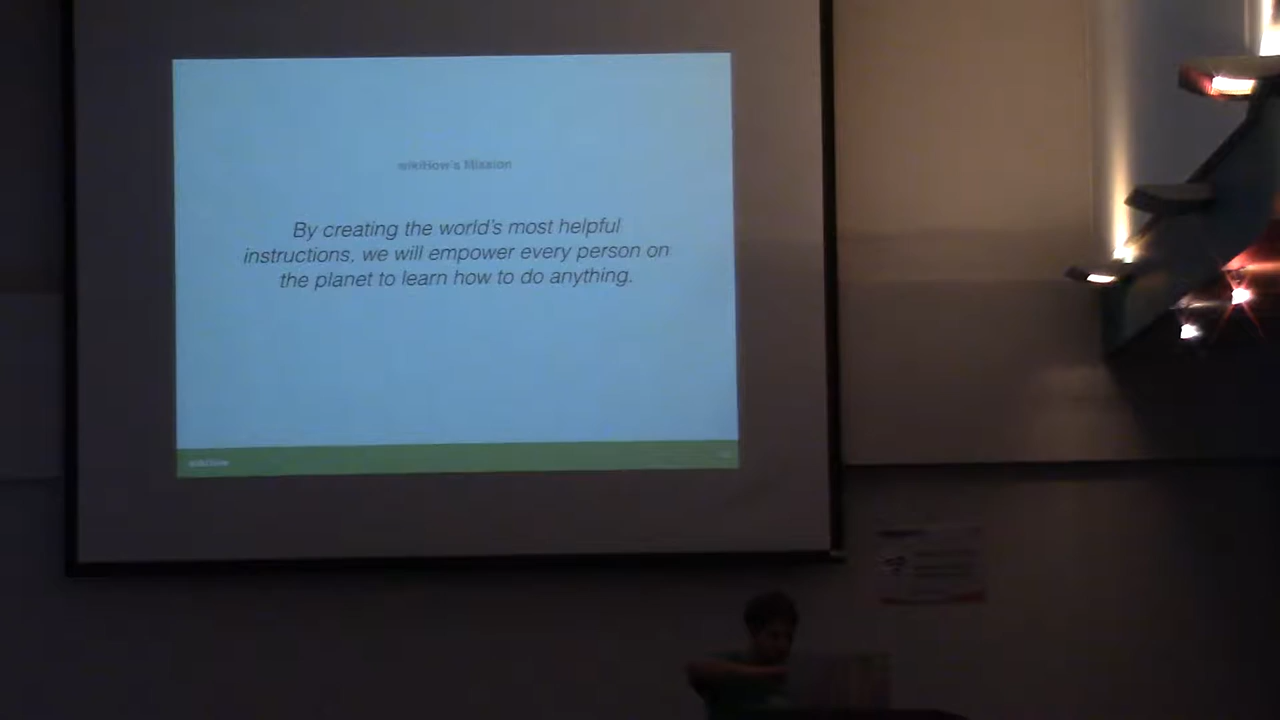 wikiHow's Mission
By creating the world's most helpful
instructions, we will empower every person on
the planet to learn how to do anything.
wikiHow